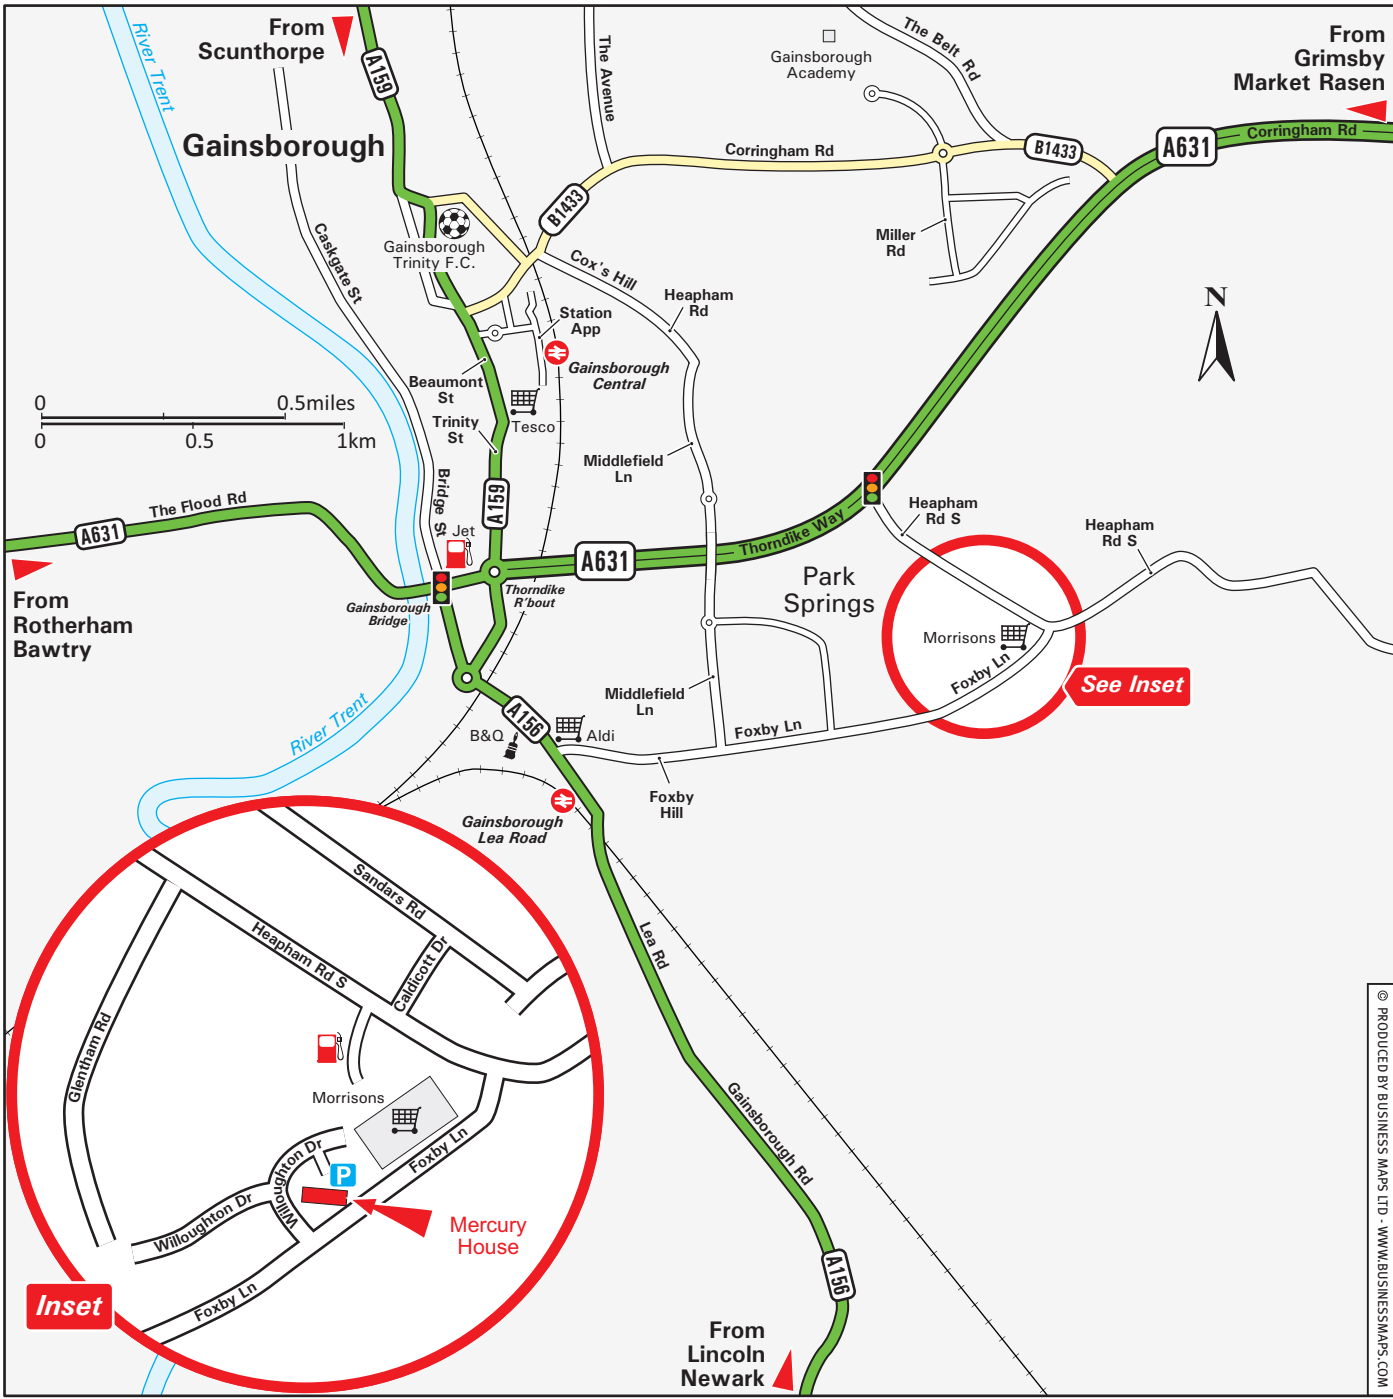 From
Scunthorpe
River Trent
A159
The Avenue
Gainsborough
Academy
The Belt Rd
From
Grimsby
Market Rasen
Corringham Rd
A631
B1433
Corringham Rd
Gainsborough
B1433
Miller
Rd
Gainsborough
Trinity F.C.
Caskgate St
Cox's Hill
Heapham
Rd
Station
App
N
Gainsborough
Central
Beaumont
St
Tesco
Trinity
St
0
0.5miles
0
0.5
1km
Middlefield
Ln
Bridge St
A159
Jet
The Flood Rd
A631
A631
Thorndike Way
Heapham
Rd S
Heapham
Rd S
From
Rotherham
Bawtry
Gainsborough
Bridge
Thorndike
R'bout
Park
Springs
Morrisons
Foxby Ln
See Inset
Middlefield
Ln
River Trent
A156
B&Q
Aldi
Foxby Ln
Foxby
Hill
Gainsborough
Lea Road
Lea Rd
Gainsborough Rd
A156
From
Lincoln
Newark
Sandars Rd
Heapham Rd S
Caldicott Dr
Glentham Rd
Morrisons
Foxby Ln
Willoughton Dr
Willoughton Dr
P
Mercury
House
Foxby Ln
Inset
© PRODUCED BY BUSINESS MAPS LTD - WWW.BUSINESSMAPS.COM